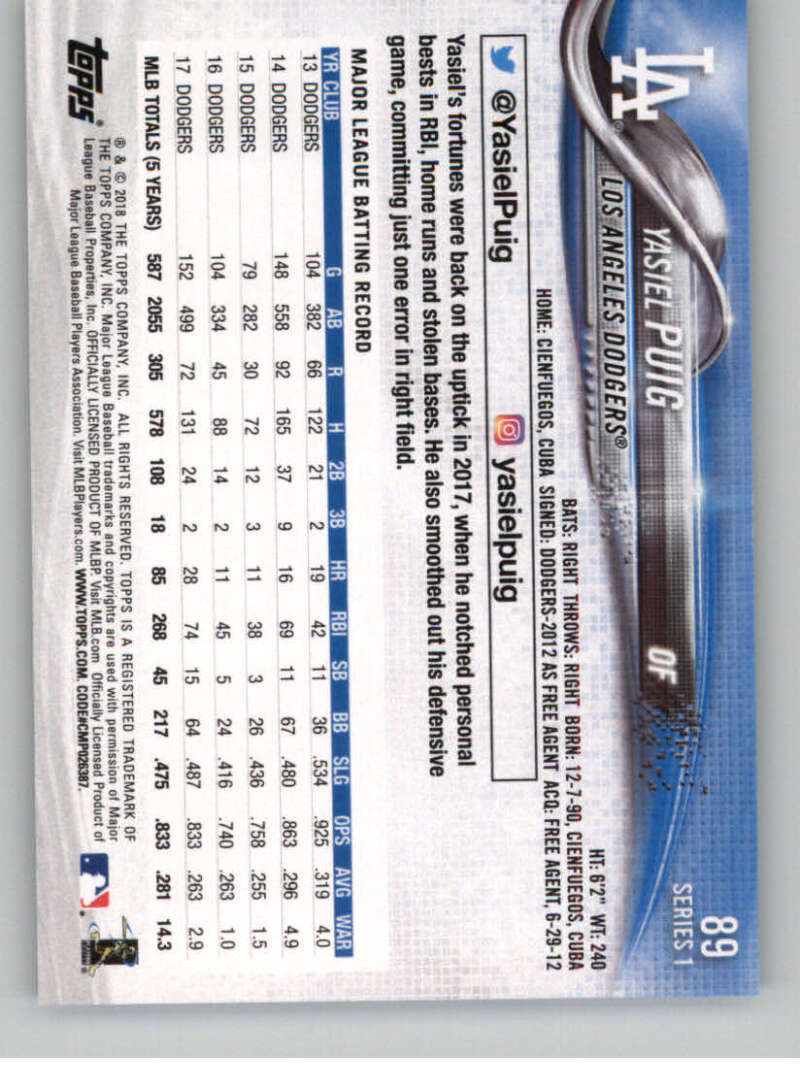 89
SERIES 1
LA
YASIEL PUIG OF
LOS ANGELES DODGERS®
HT: 6'2" WT: 240
BATS: RIGHT THROWS: RIGHT BORN: 12-7-90, CIENFUEGOS, CUBA
HOME: CIENFUEGOS, CUBA SIGNED: DODGERS-2012 AS FREE AGENT ACQ: FREE AGENT, 6-29-12
@YasielPuig yasielpuig
Yasiel's fortunes were back on the uptick in 2017, when he notched personal
bests in RBI, home runs and stolen bases. He also smoothed out his defensive
game, committing just one error in right field.
MAJOR LEAGUE BATTING RECORD
YR CLUB G AB R H 2B 3B HR RBI SB BB SLG OPS AVG WAR
13 DODGERS 104 382 66 122 21 2 19 42 11 36 .534 .925 .319 4.0
14 DODGERS 148 558 92 165 37 9 16 69 11 67 .480 .863 .296 4.9
15 DODGERS 79 282 30 72 12 3 11 38 3 26 .436 .758 .255 1.5
16 DODGERS 104 334 45 88 14 2 11 45 5 24 .416 .740 .263 1.0
17 DODGERS 152 499 72 131 24 2 28 74 15 64 .487 .833 .263 2.9
MLB TOTALS (5 YEARS) 587 2055 305 578 108 18 85 268 45 217 .475 .833 .281 14.3
topps®
® & © 2018 THE TOPPS COMPANY, INC. ALL RIGHTS RESERVED. TOPPS IS A REGISTERED TRADEMARK OF
THE TOPPS COMPANY, INC. Major League Baseball trademarks and copyrights are used with permission of Major
League Baseball Properties, Inc. OFFICIALLY LICENSED PRODUCT OF MLBP. Visit MLB.com Officially Licensed Product of
Major League Baseball Players Association. Visit MLBPlayers.com. WWW.TOPPS.COM. CODE#CMP026387.